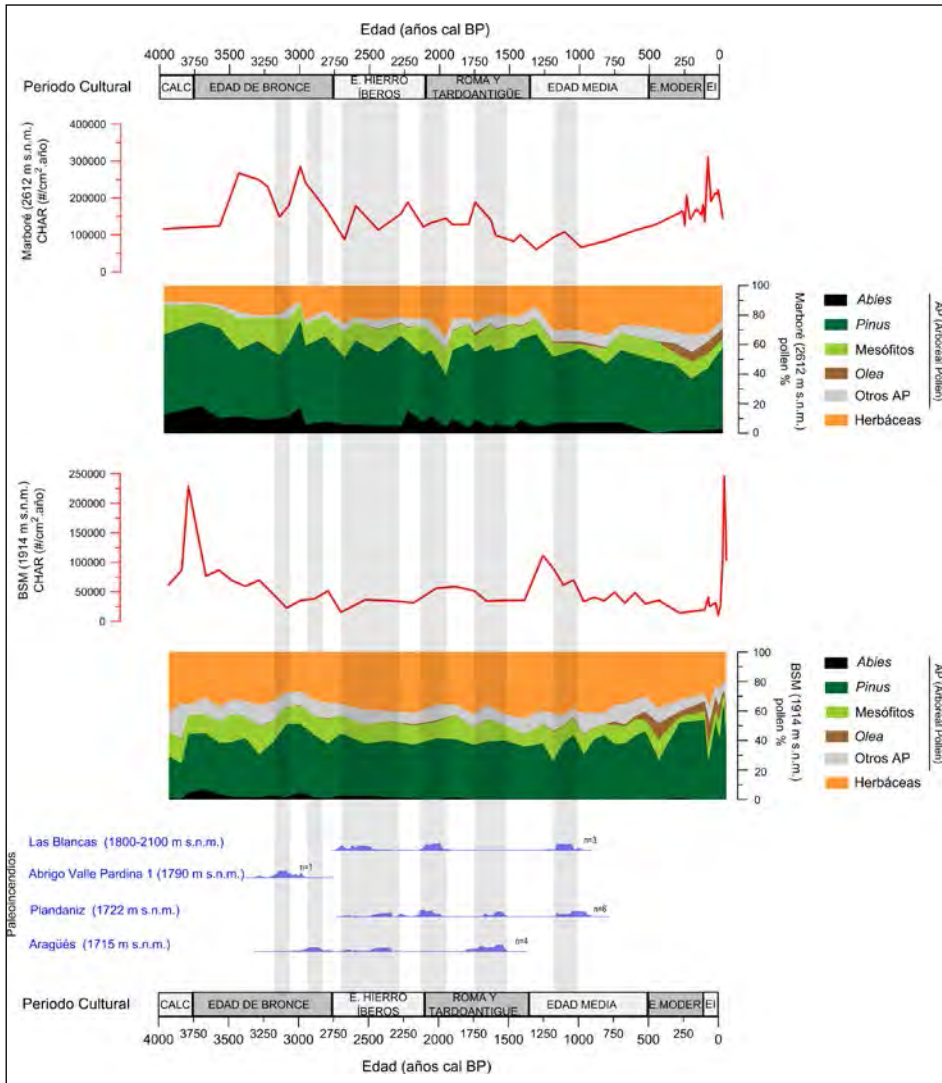 Edad (años cal BP)
4000 3750 3500 3250 3000 2750 2500 2250 2000 1750 1500 1250 1000 750 500 250 0
Periodo Cultural
CALC
EDAD DE BRONCE
E. HIERRO
ÍBEROS
ROMA Y
TARDOANTIGÜE
EDAD MEDIA
E.MODER
EI
Marboré (2612 m s.n.m.)
CHAR (#/cm².año)
400000
300000
200000
100000
0
100
80
60
40
20
0
Marboré (2612 m s.n.m.)
pollen %
Abies
Pinus
Mesófitos
Olea
Otros AP
Herbáceas
AP (Arboreal Pollen)
BSM (1914 m s.n.m.)
CHAR (#/cm².año)
250000
200000
150000
100000
50000
0
100
80
60
40
20
0
BSM (1914 m s.n.m.)
pollen %
Abies
Pinus
Mesófitos
Olea
Otros AP
Herbáceas
AP (Arboreal Pollen)
Paleoincendios
Las Blancas (1800-2100 m s.n.m.)
n=3
Abrigo Valle Pardina 1 (1790 m s.n.m.)
n=1
Plandaniz (1722 m s.n.m.)
n=6
Aragüés (1715 m s.n.m.)
n=4
Periodo Cultural
CALC
EDAD DE BRONCE
E. HIERRO
ÍBEROS
ROMA Y
TARDOANTIGÜE
EDAD MEDIA
E.MODER
EI
4000 3750 3500 3250 3000 2750 2500 2250 2000 1750 1500 1250 1000 750 500 250 0
Edad (años cal BP)